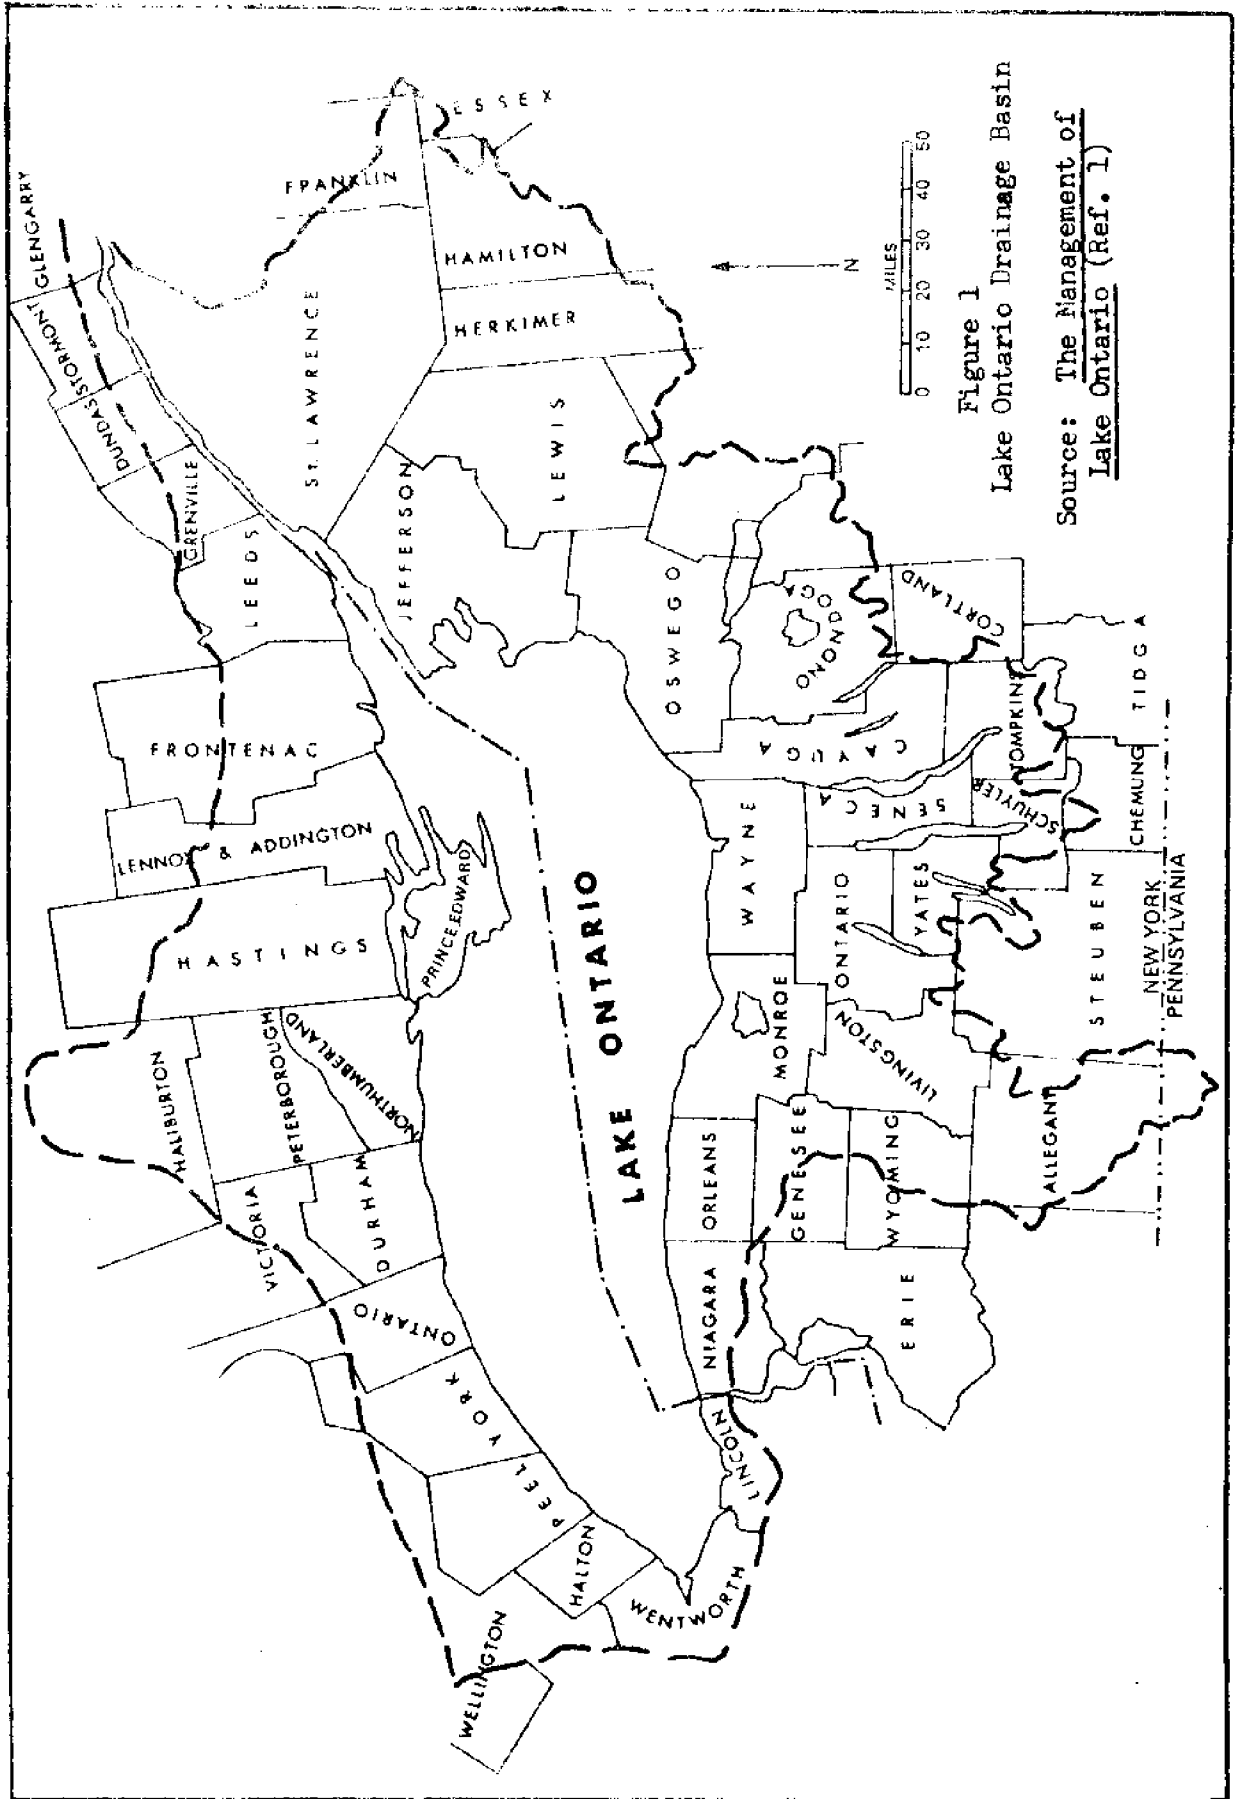 GLENGARRY
STORMONT
DUNDAS
GRENVILLE
LEEDS
FRONTENAC
LENNOX & ADDINGTON
HASTINGS
PRINCE EDWARD
HALIBURTON
PETERBOROUGH
NORTHUMBERLAND
VICTORIA
DURHAM
ONTARIO
YORK
PEEL
HALTON
WELLINGTON
WENTWORTH
LINCOLN
LAKE ONTARIO
ESSEX
FRANKLIN
ST. LAWRENCE
HAMILTON
HERKIMER
LEWIS
JEFFERSON
OSWEGO
ONONDOGA
CORTLAND
CAYUGA
TOMPKINS
TIOGA
WAYNE
SENECA
SCHUYLER
CHEMUNG
ONTARIO
YATES
STEUBEN
MONROE
LIVINGSTON
ORLEANS
GENESEE
WYOMING
ALLEGANY
NIAGARA
ERIE
NEW YORK
PENNSYLVANIA
N
MILES
0 10 20 30 40 50
Figure 1
Lake Ontario Drainage Basin
Source: The Management of
Lake Ontario (Ref. 1)